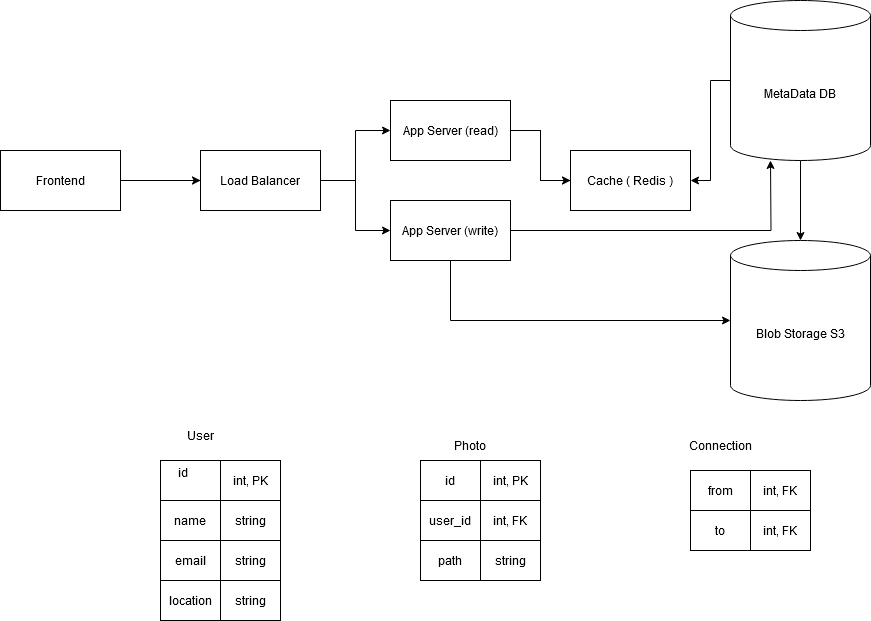 MetaData DB
App Server (read)
Frontend
Load Balancer
Cache ( Redis )
App Server (write)
Blob Storage S3
User
id int, PK
name string
email string
location string
Photo
id int, PK
user_id int, FK
path string
Connection
from int, FK
to int, FK